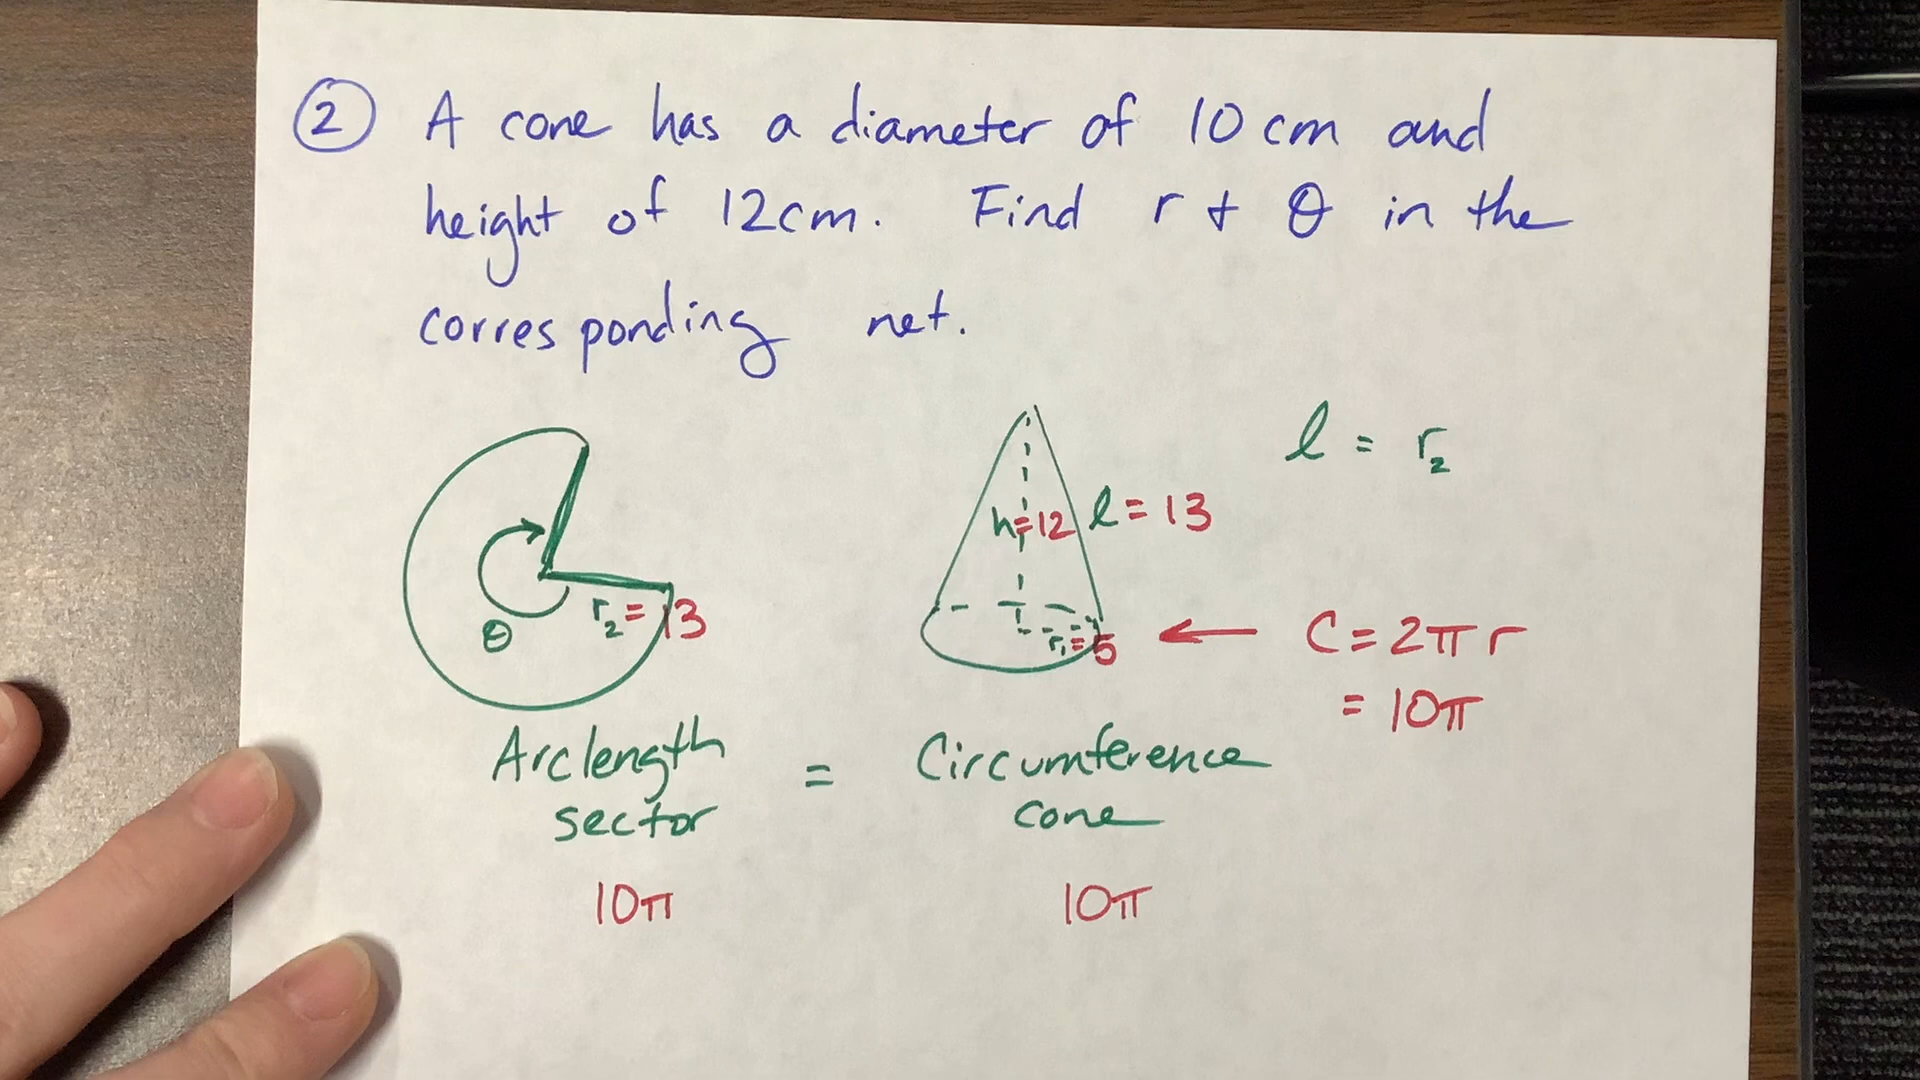 ② A cone has a diameter of 10 cm and
height of 12cm. Find r + θ in the
corresponding net.
l = r₂
h=12 l = 13
r₂ = 13
θ
r₁=5
← C = 2πr
= 10π
Arclength sector = Circumference cone
10π 10π